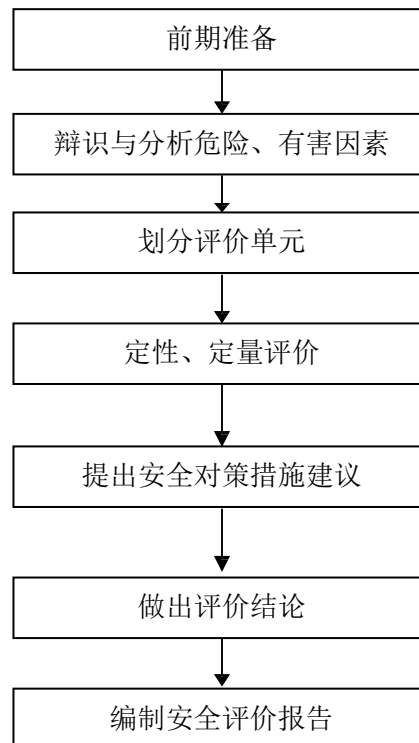 前期准备
辩识与分析危险、有害因素
划分评价单元
定性、定量评价
提出安全对策措施建议
做出评价结论
编制安全评价报告